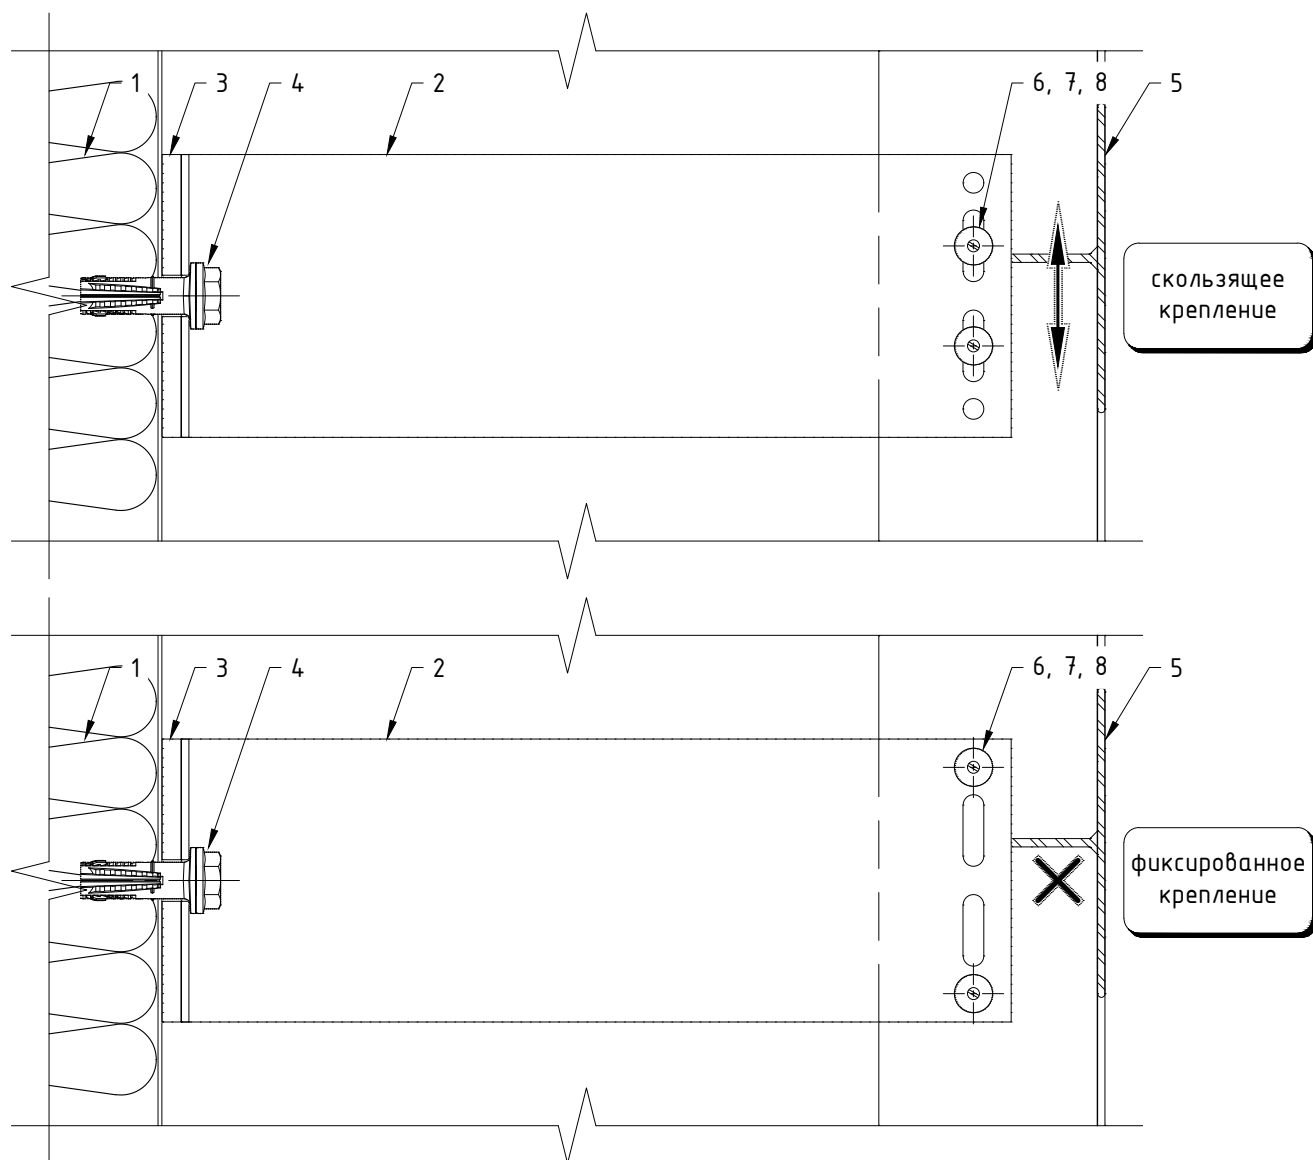 1
3
4
2
6, 7, 8
5
скользящее
крепление
1
3
4
2
6, 7, 8
5
фиксированное
крепление